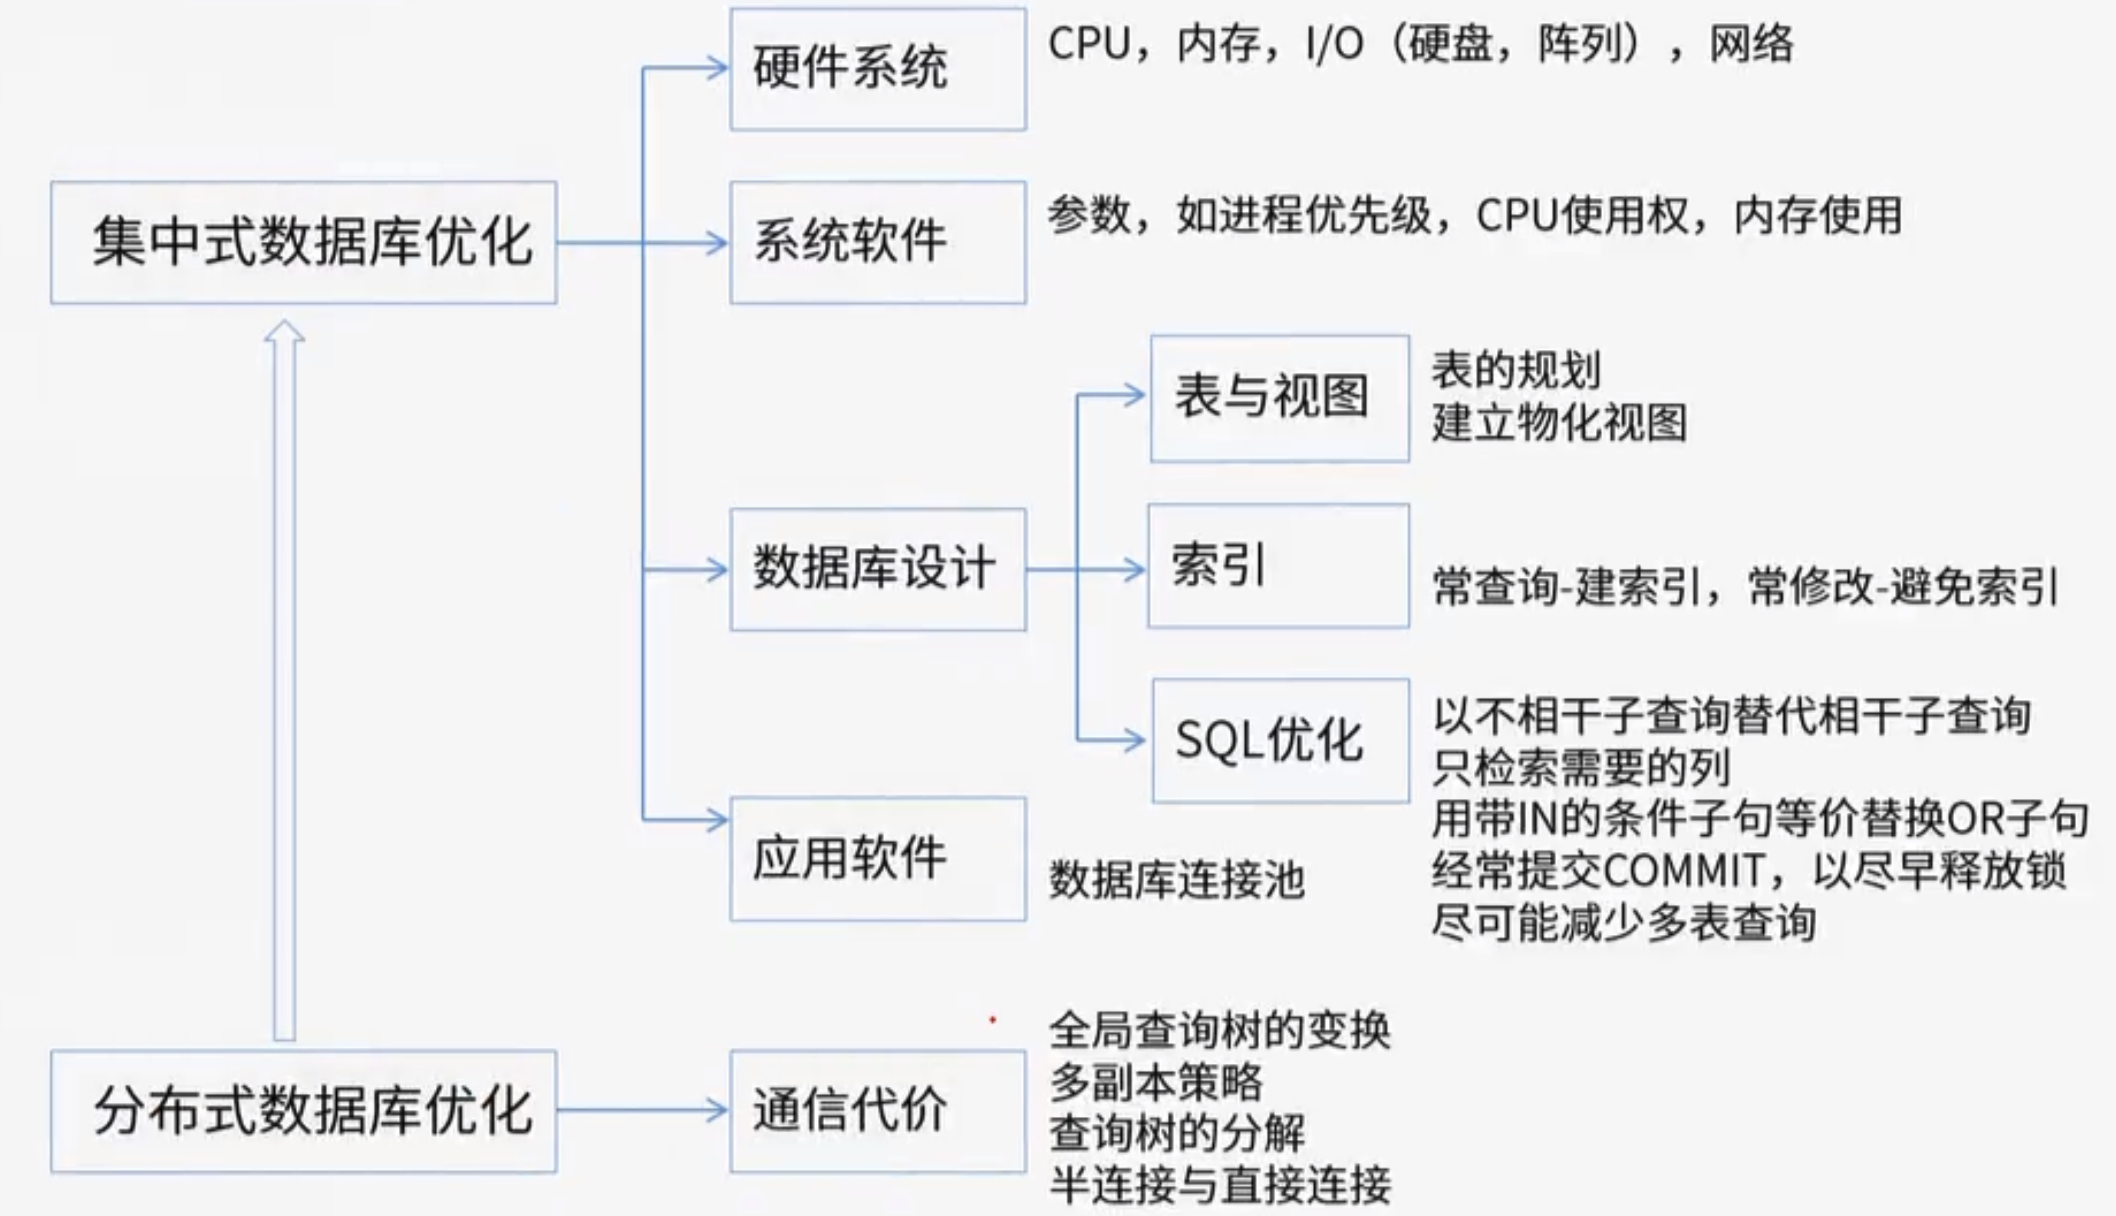 硬件系统
CPU，内存，I/O（硬盘，阵列），网络
集中式数据库优化
系统软件
参数，如进程优先级，CPU使用权，内存使用
表与视图
表的规划
建立物化视图
数据库设计
索引
常查询-建索引，常修改-避免索引
SQL优化
以不相干子查询替代相干子查询
只检索需要的列
用带IN的条件子句等价替换OR子句
经常提交COMMIT，以尽早释放锁
尽可能减少多表查询
应用软件
数据库连接池
分布式数据库优化
通信代价
全局查询树的变换
多副本策略
查询树的分解
半连接与直接连接